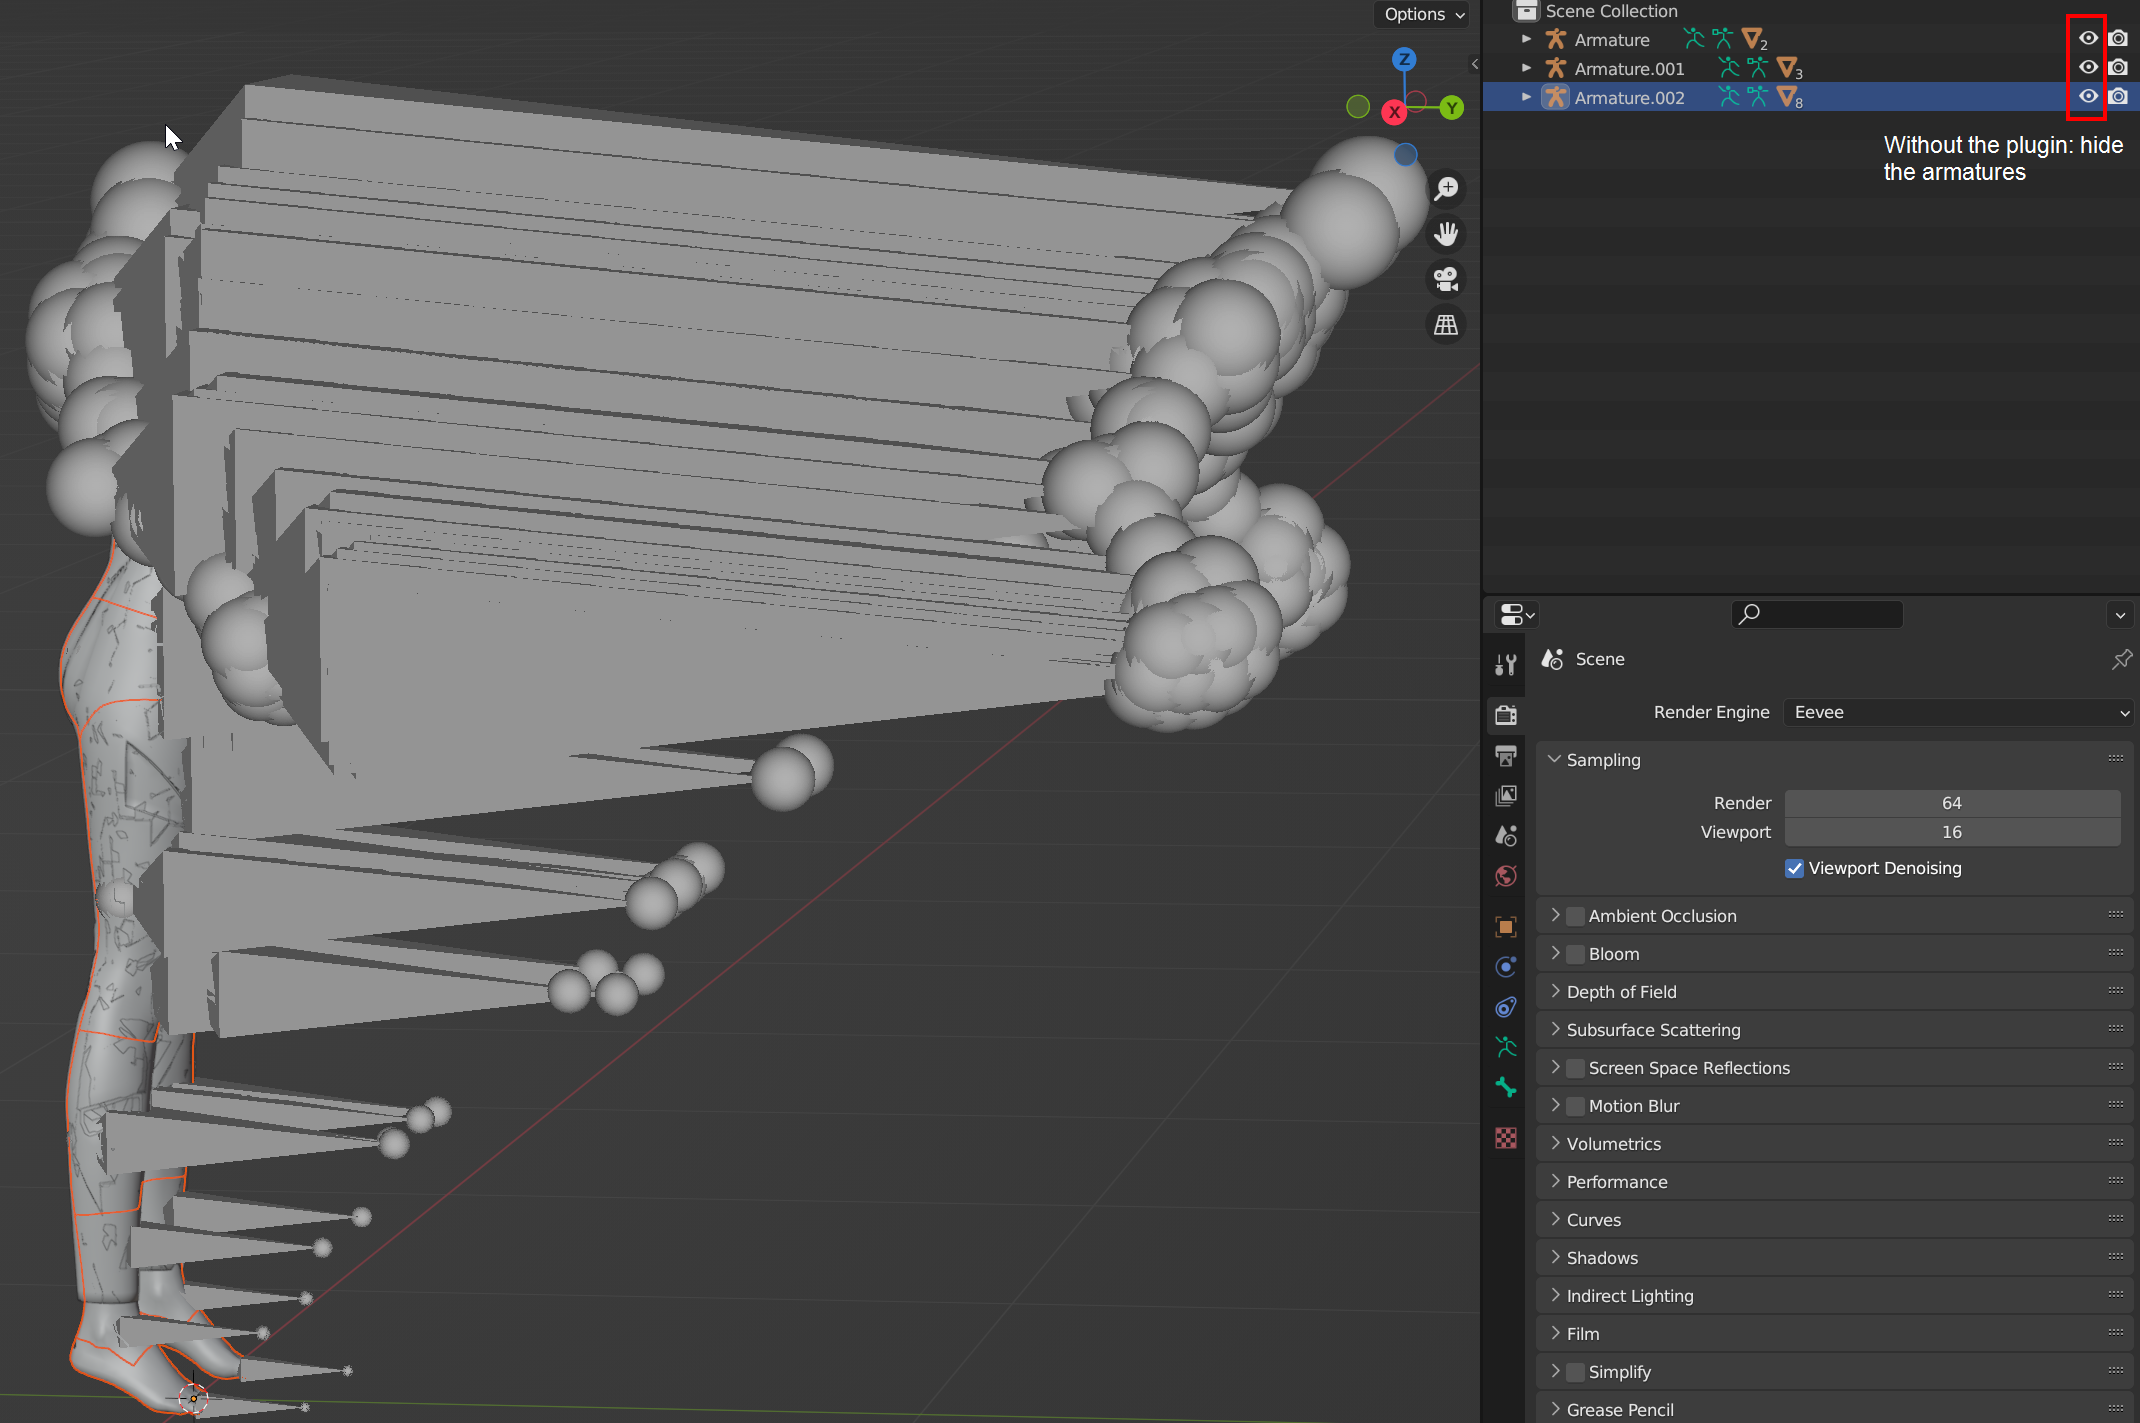 Options
Scene Collection
Armature
2
Armature.001
3
Armature.002
8
Without the plugin: hide
the armatures
Z
X
Y
Scene
Render Engine
Eevee
Sampling
Render
64
Viewport
16
Viewport Denoising
Ambient Occlusion
Bloom
Depth of Field
Subsurface Scattering
Screen Space Reflections
Motion Blur
Volumetrics
Performance
Curves
Shadows
Indirect Lighting
Film
Simplify
Grease Pencil